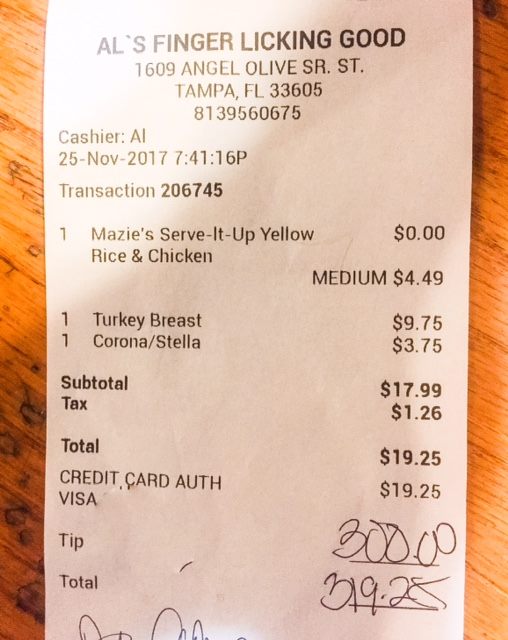 AL`S FINGER LICKING GOOD
1609 ANGEL OLIVE SR. ST.
TAMPA, FL 33605
8139560675
Cashier: Al
25-Nov-2017 7:41:16P
Transaction 206745
1 Mazie's Serve-It-Up Yellow $0.00
Rice & Chicken
MEDIUM $4.49
1 Turkey Breast $9.75
1 Corona/Stella $3.75
Subtotal $17.99
Tax $1.26
Total $19.25
CREDIT CARD AUTH $19.25
VISA
Tip 300.00
Total 319.25